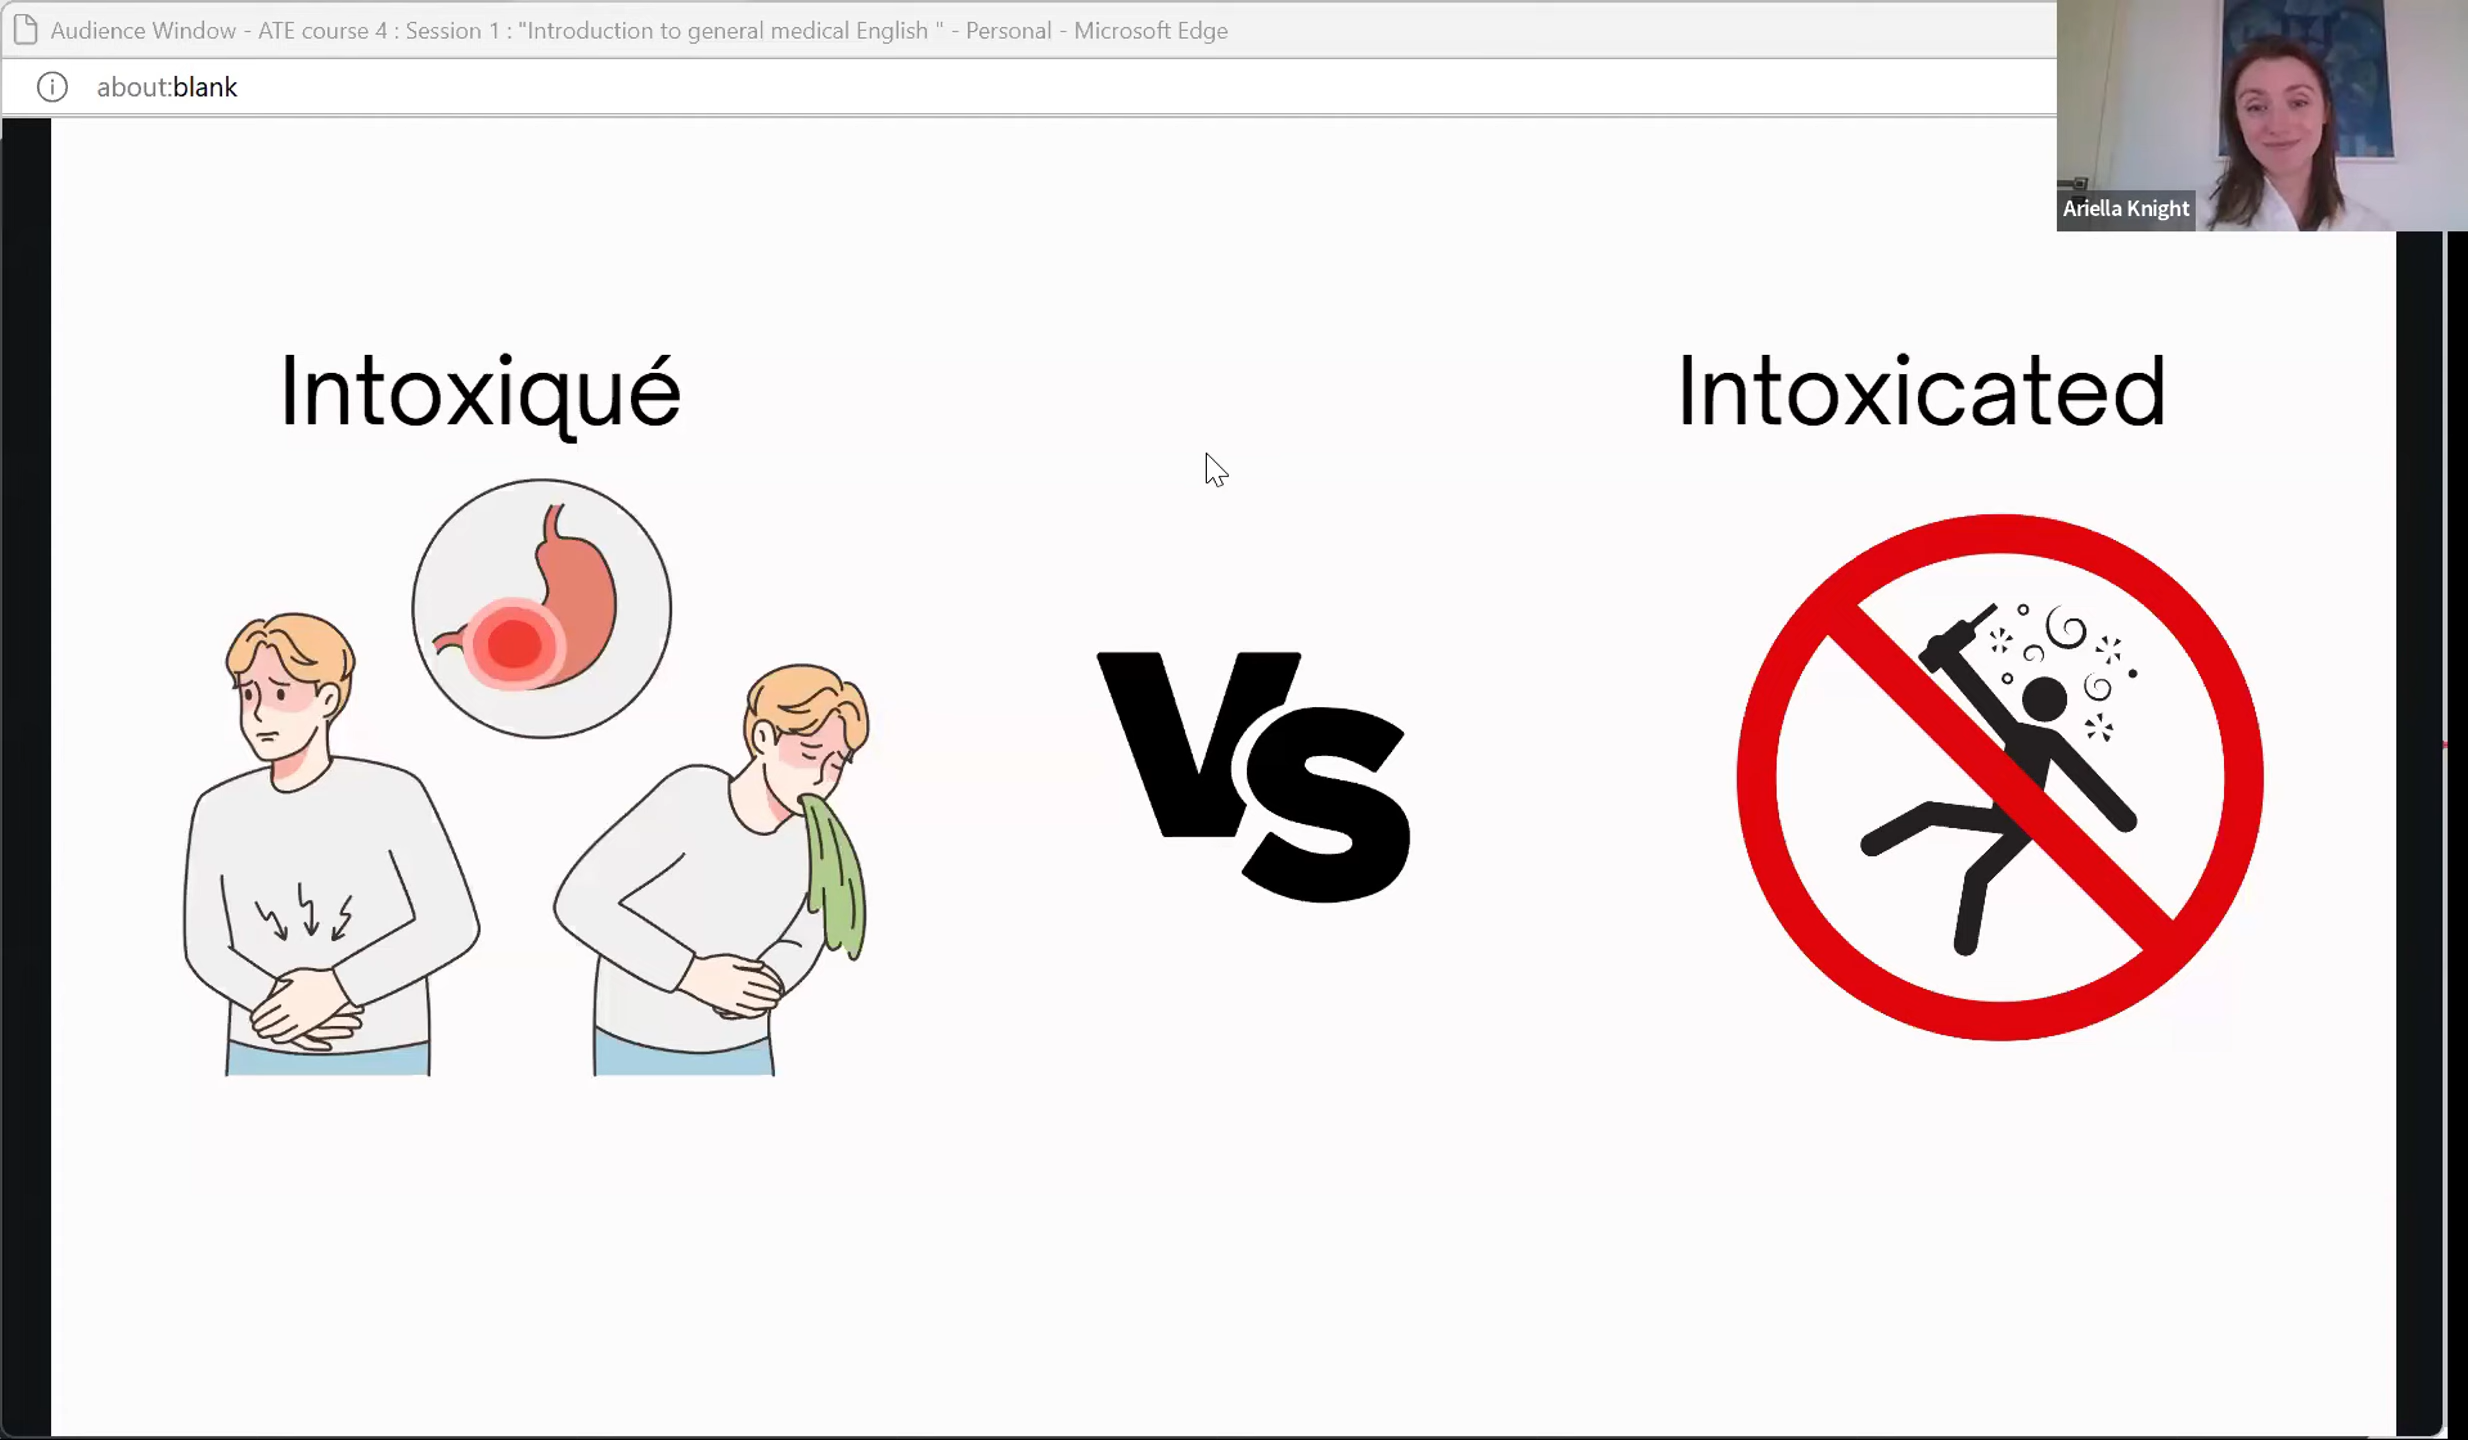 Audience Window - ATE course 4 : Session 1 : "Introduction to general medical English " - Personal - Microsoft Edge
about:blank
Ariella Knight
Intoxiqué
Intoxicated
VS